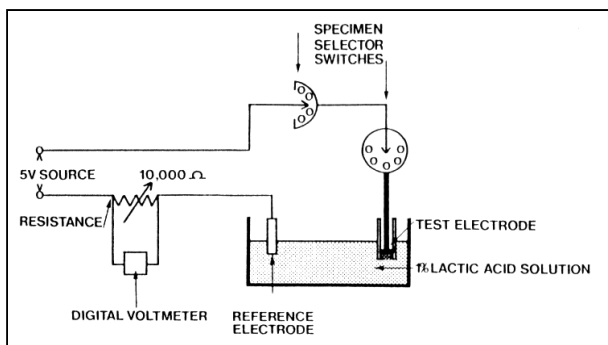 SPECIMEN
SELECTOR
SWITCHES
5V SOURCE
10,000 Ω
RESISTANCE
TEST ELECTRODE
1% LACTIC ACID SOLUTION
DIGITAL VOLTMETER
REFERENCE
ELECTRODE